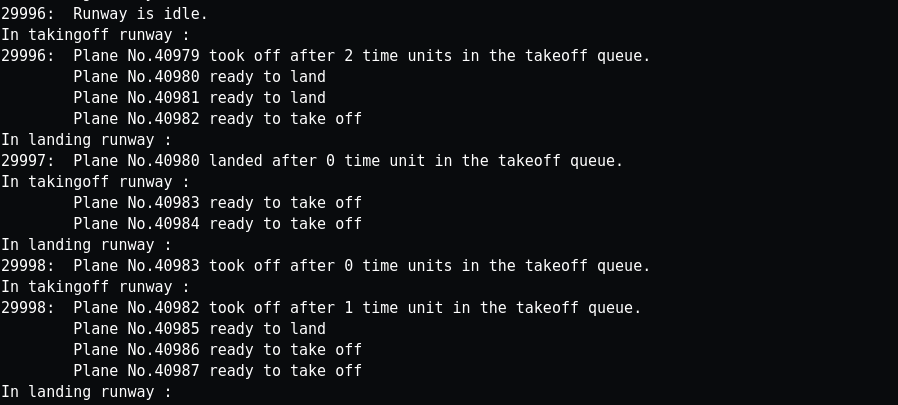 29996:  Runway is idle.
In takingoff runway :
29996:  Plane No.40979 took off after 2 time units in the takeoff queue.
        Plane No.40980 ready to land
        Plane No.40981 ready to land
        Plane No.40982 ready to take off
In landing runway :
29997:  Plane No.40980 landed after 0 time unit in the takeoff queue.
In takingoff runway :
        Plane No.40983 ready to take off
        Plane No.40984 ready to take off
In landing runway :
29998:  Plane No.40983 took off after 0 time units in the takeoff queue.
In takingoff runway :
29998:  Plane No.40982 took off after 1 time unit in the takeoff queue.
        Plane No.40985 ready to land
        Plane No.40986 ready to take off
        Plane No.40987 ready to take off
In landing runway :